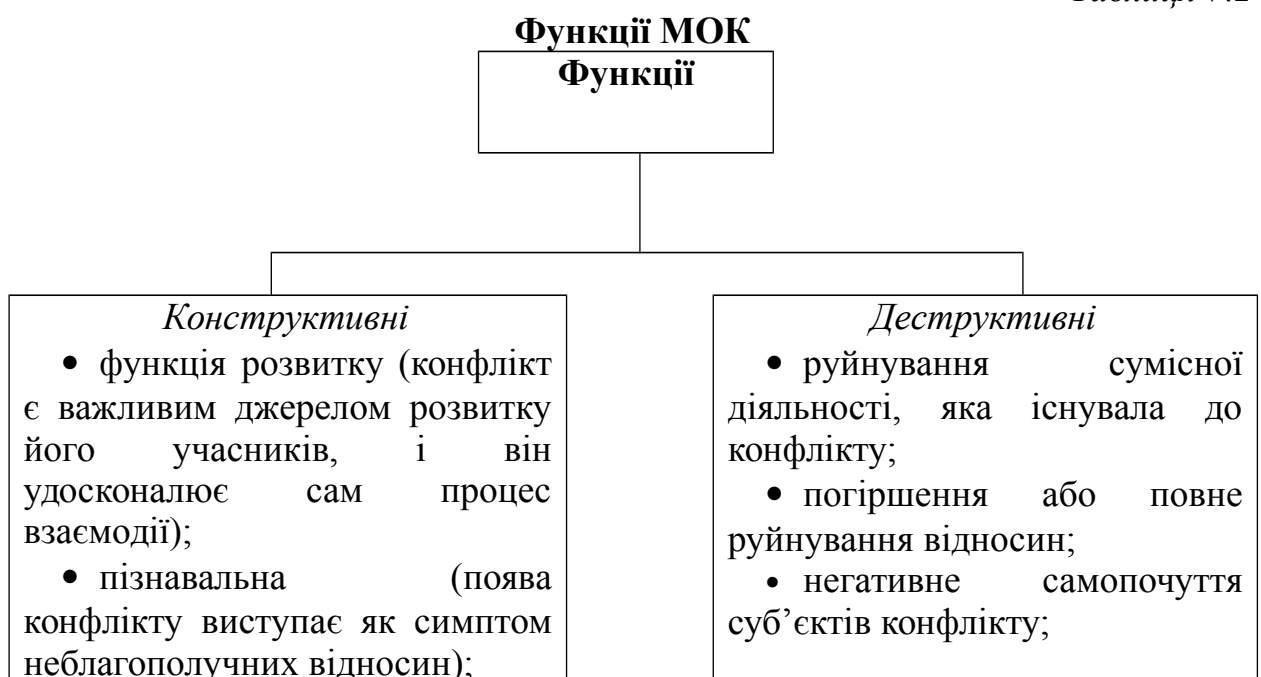 Функції МОК
Функції
Конструктивні
• функція розвитку (конфлікт
є важливим джерелом розвитку
його учасників, і він
удосконалює сам процес
взаємодії);
• пізнавальна (поява
конфлікту виступає як симптом
неблагополучних відносин);
Деструктивні
• руйнування сумісної
діяльності, яка існувала до
конфлікту;
• погіршення або повне
руйнування відносин;
• негативне самопочуття
суб’єктів конфлікту;